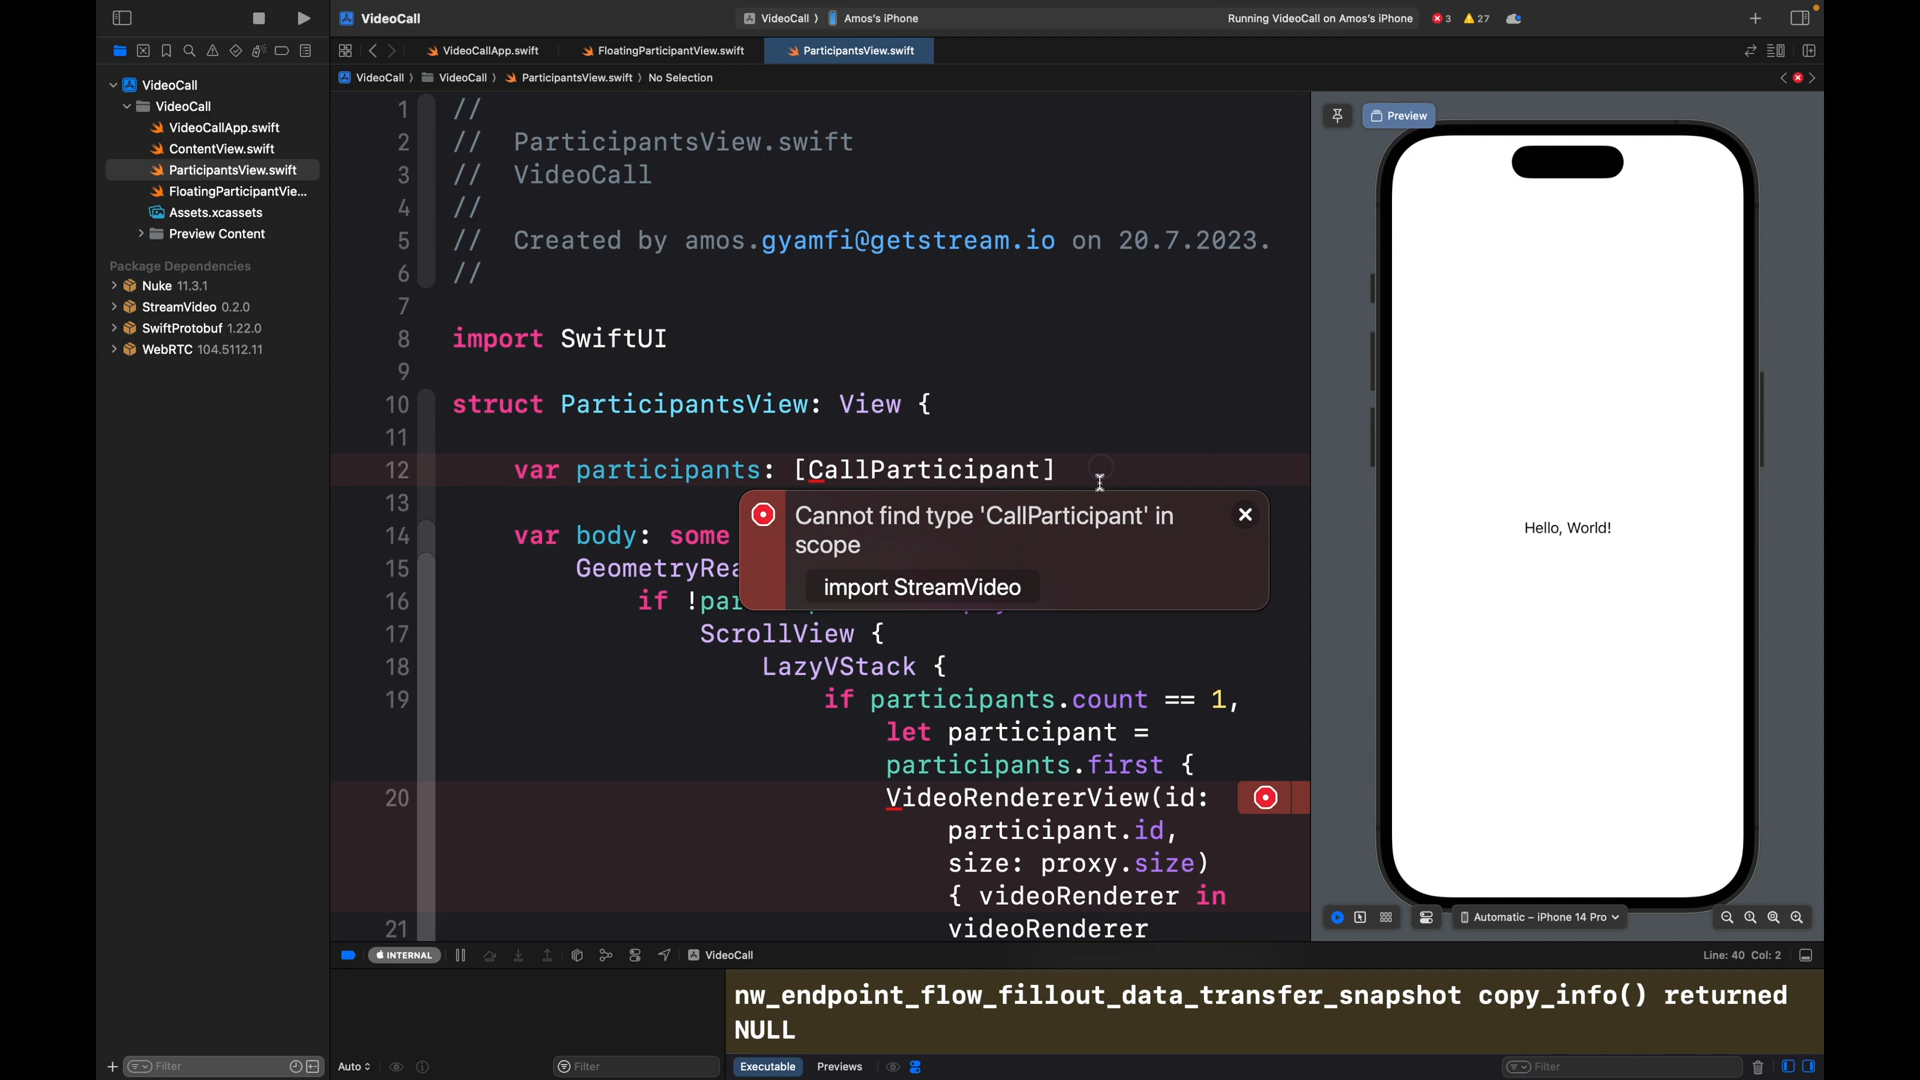 VideoCall
VideoCall ⟩ Amos's iPhone
Running VideoCall on Amos's iPhone
3
27
VideoCallApp.swift
FloatingParticipantView.swift
ParticipantsView.swift
VideoCall ⟩ VideoCall ⟩ ParticipantsView.swift ⟩ No Selection
VideoCall
VideoCall
VideoCallApp.swift
ContentView.swift
ParticipantsView.swift
FloatingParticipantVie...
Assets.xcassets
Preview Content
Package Dependencies
Nuke 11.3.1
StreamVideo 0.2.0
SwiftProtobuf 1.22.0
WebRTC 104.5112.11
1 //
2 // ParticipantsView.swift
3 // VideoCall
4 //
5 // Created by amos.gyamfi@getstream.io on 20.7.2023.
6 //
7
8 import SwiftUI
9
10 struct ParticipantsView: View {
11
12 var participants: [CallParticipant]
13
Cannot find type 'CallParticipant' in
scope
import StreamVideo
14 var body: some
15 GeometryRea
16 if !par
17 ScrollView {
18 LazyVStack {
19 if participants.count == 1,
let participant =
participants.first {
20 VideoRendererView(id:
participant.id,
size: proxy.size)
{ videoRenderer in
21 videoRenderer
Preview
Hello, World!
Automatic – iPhone 14 Pro
INTERNAL
VideoCall
Line: 40 Col: 2
nw_endpoint_flow_fillout_data_transfer_snapshot copy_info() returned
NULL
Filter
Auto
Filter
Executable
Previews
Filter